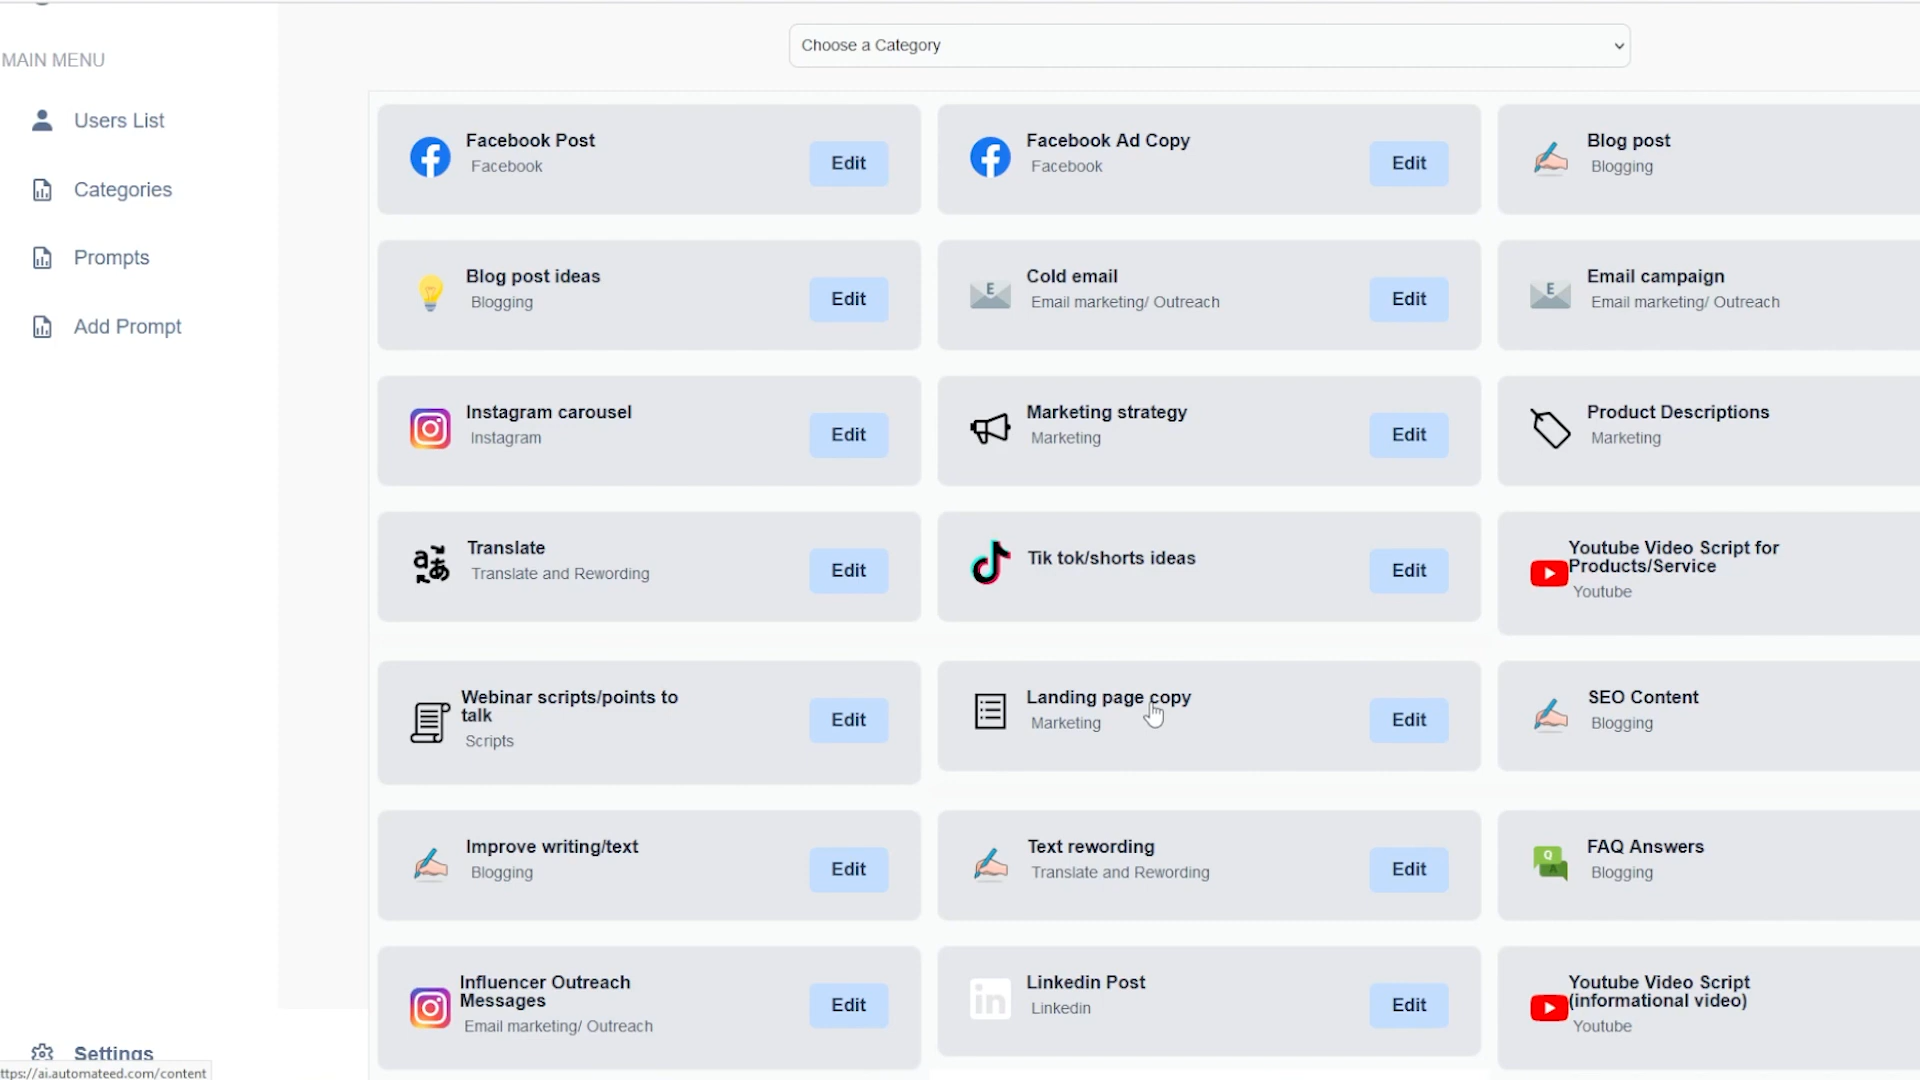 Choose a Category
MAIN MENU
Users List
Categories
Prompts
Add Prompt
Settings
Facebook Post
Facebook
Edit
Facebook Ad Copy
Facebook
Edit
Blog post
Blogging
Blog post ideas
Blogging
Edit
E
Cold email
Email marketing/ Outreach
Edit
E
Email campaign
Email marketing/ Outreach
Instagram carousel
Instagram
Edit
Marketing strategy
Marketing
Edit
Product Descriptions
Marketing
a あ
Translate
Translate and Rewording
Edit
Tik tok/shorts ideas
Edit
Youtube Video Script for
Products/Service
Youtube
Webinar scripts/points to
talk
Scripts
Edit
Landing page copy
Marketing
Edit
SEO Content
Blogging
Improve writing/text
Blogging
Edit
Text rewording
Translate and Rewording
Edit
Q
A
FAQ Answers
Blogging
Influencer Outreach
Messages
Email marketing/ Outreach
Edit
in
Linkedin Post
Linkedin
Edit
Youtube Video Script
(informational video)
Youtube
ttps://ai.automateed.com/content